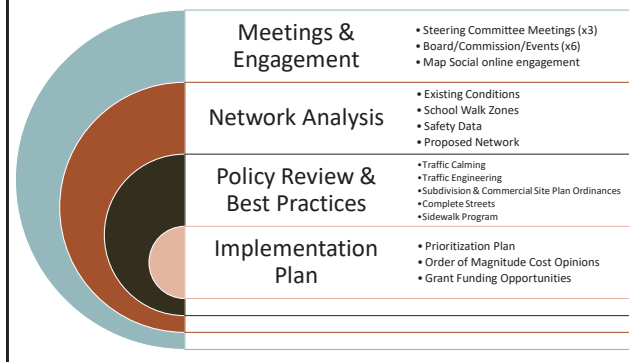 Meetings &
Engagement
• Steering Committee Meetings (x3)
• Board/Commission/Events (x6)
• Map Social online engagement
Network Analysis
• Existing Conditions
• School Walk Zones
• Safety Data
• Proposed Network
Policy Review &
Best Practices
• Traffic Calming
• Traffic Engineering
• Subdivision & Commercial Site Plan Ordinances
• Complete Streets
• Sidewalk Program
Implementation
Plan
• Prioritization Plan
• Order of Magnitude Cost Opinions
• Grant Funding Opportunities